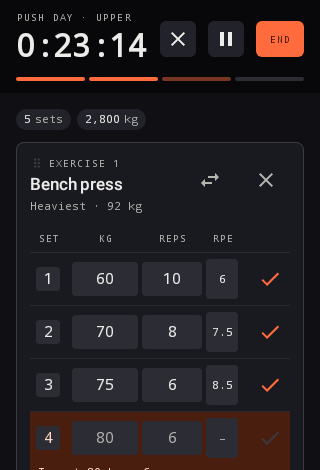 PUSH DAY · UPPER
0:23:14
END
5 sets 2,800 kg
EXERCISE 1
Bench press
Heaviest · 92 kg
SET KG REPS RPE
1 60 10 6
2 70 8 7.5
3 75 6 8.5
4 80 6 –